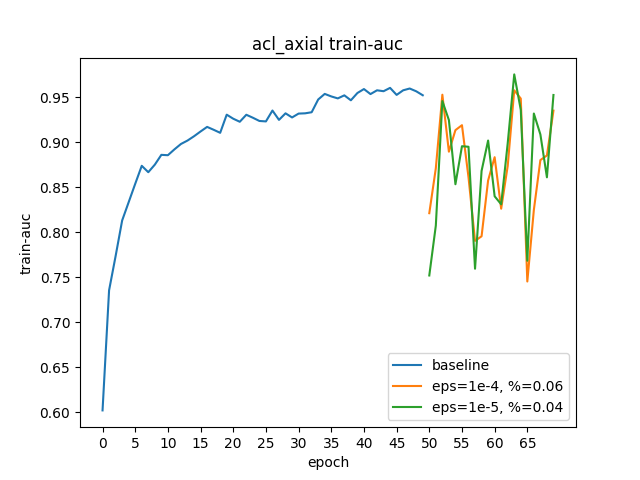 acl_axial train-auc
train-auc
0.95
0.90
0.85
0.80
0.75
0.70
0.65
0.60
baseline
eps=1e-4, %=0.06
eps=1e-5, %=0.04
0 5 10 15 20 25 30 35 40 45 50 55 60 65
epoch